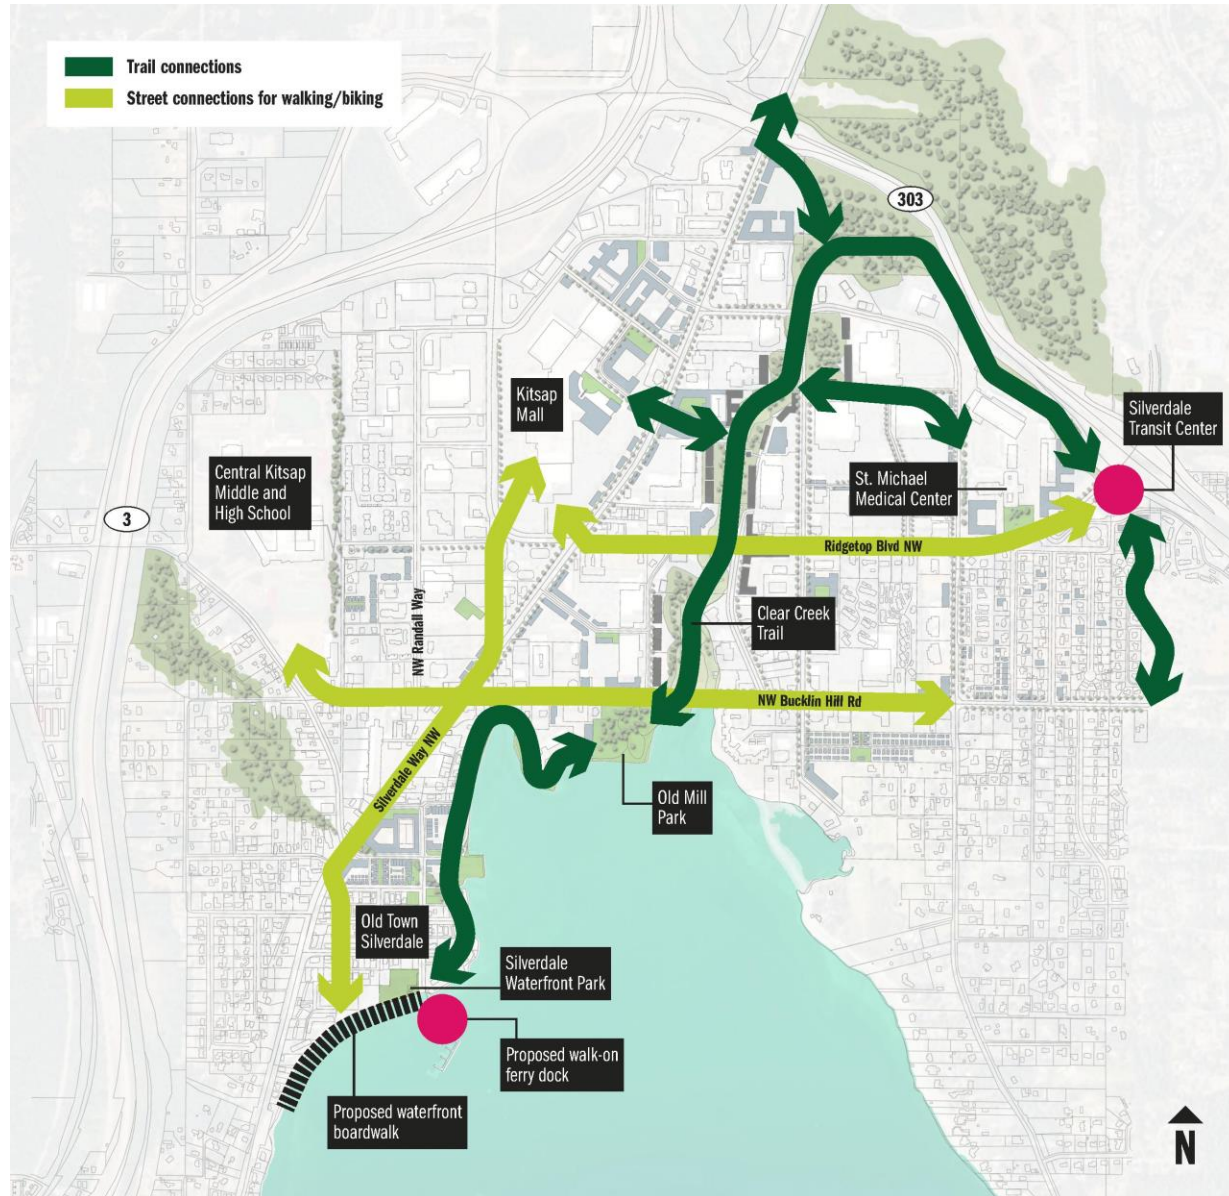 Trail connections
Street connections for walking/biking
303
Kitsap
Mall
Silverdale
Transit Center
Central Kitsap
Middle and
High School
St. Michael
Medical Center
3
Ridgetop Blvd NW
NW Randall Way
Clear Creek
Trail
NW Bucklin Hill Rd
Silverdale Way NW
Old Mill
Park
Old Town
Silverdale
Silverdale
Waterfront Park
Proposed walk-on
ferry dock
Proposed waterfront
boardwalk
N